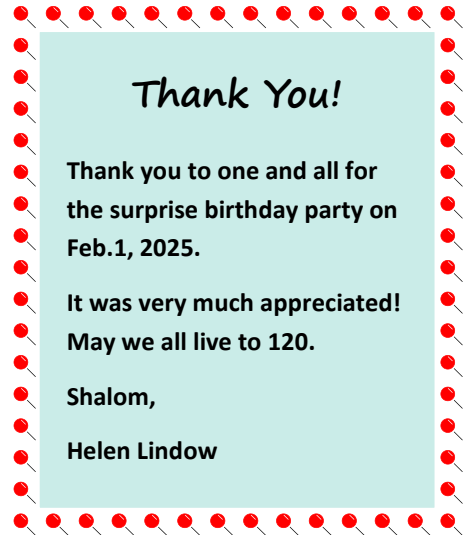 Thank You!
Thank you to one and all for
the surprise birthday party on
Feb.1, 2025.
It was very much appreciated!
May we all live to 120.
Shalom,
Helen Lindow